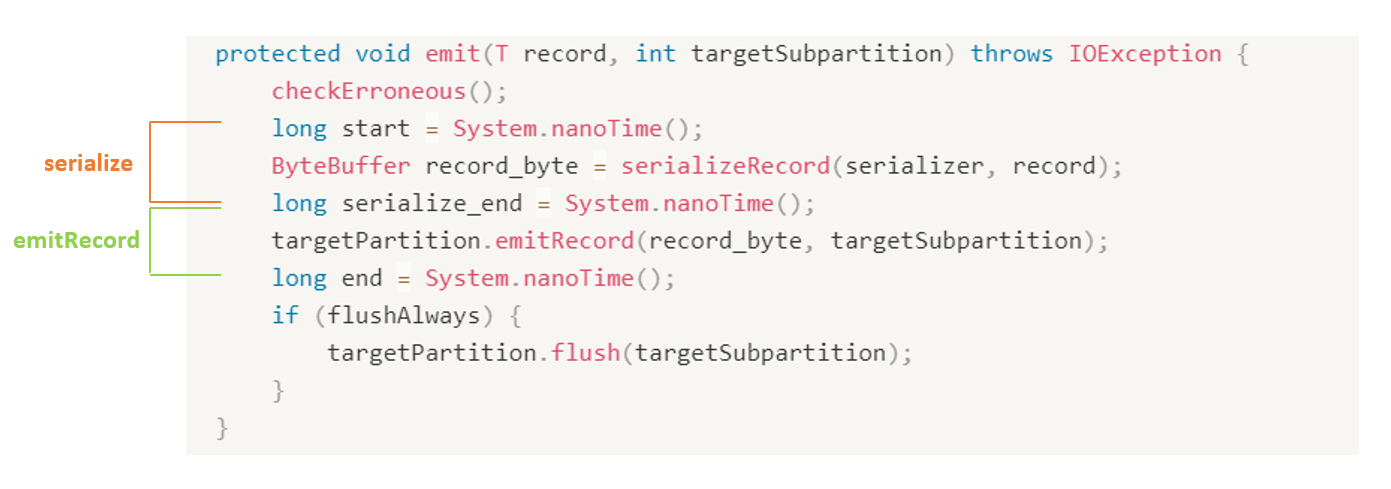 protected void emit(T record, int targetSubpartition) throws IOException {
checkErroneous();
long start = System.nanoTime();
serialize
ByteBuffer record_byte = serializeRecord(serializer, record);
long serialize_end = System.nanoTime();
emitRecord
targetPartition.emitRecord(record_byte, targetSubpartition);
long end = System.nanoTime();
if (flushAlways) {
targetPartition.flush(targetSubpartition);
}
}